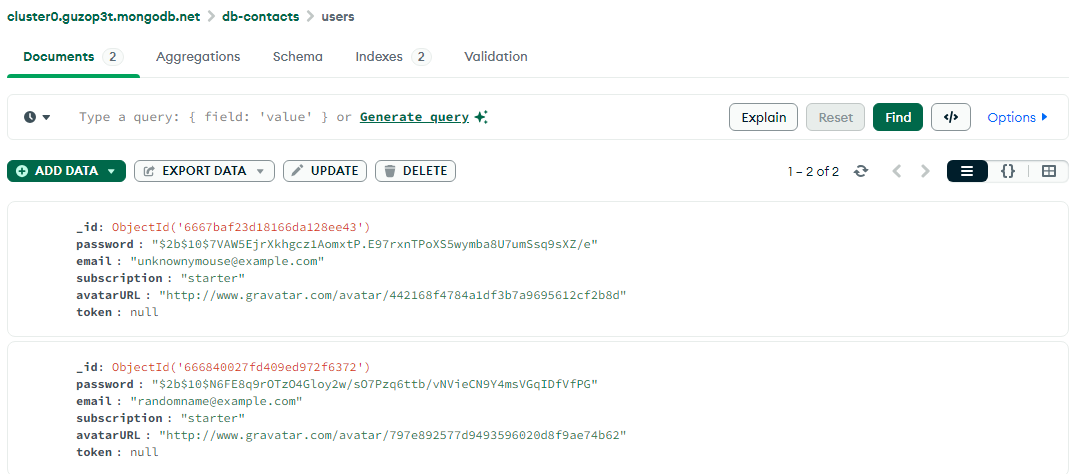 cluster0.guzop3t.mongodb.net > db-contacts > users
Documents 2 Aggregations Schema Indexes 2 Validation
Type a query: { field: 'value' } or Generate query Explain Reset Find </> Options
ADD DATA EXPORT DATA UPDATE DELETE 1 – 2 of 2 {}
_id: ObjectId('6667baf23d18166da128ee43')
password : "$2b$10$7VAW5EjrXkhgcz1AomxtP.E97rxnTPoXS5wymba8U7umSsq9sXZ/e"
email : "unknownymouse@example.com"
subscription : "starter"
avatarURL : "http://www.gravatar.com/avatar/442168f4784a1df3b7a9695612cf2b8d"
token : null
_id: ObjectId('666840027fd409ed972f6372')
password : "$2b$10$N6FE8q9rOTzO4Gloy2w/sO7Pzq6ttb/vNVieCN9Y4msVGqIDfVfPG"
email : "randomname@example.com"
subscription : "starter"
avatarURL : "http://www.gravatar.com/avatar/797e892577d9493596020d8f9ae74b62"
token : null